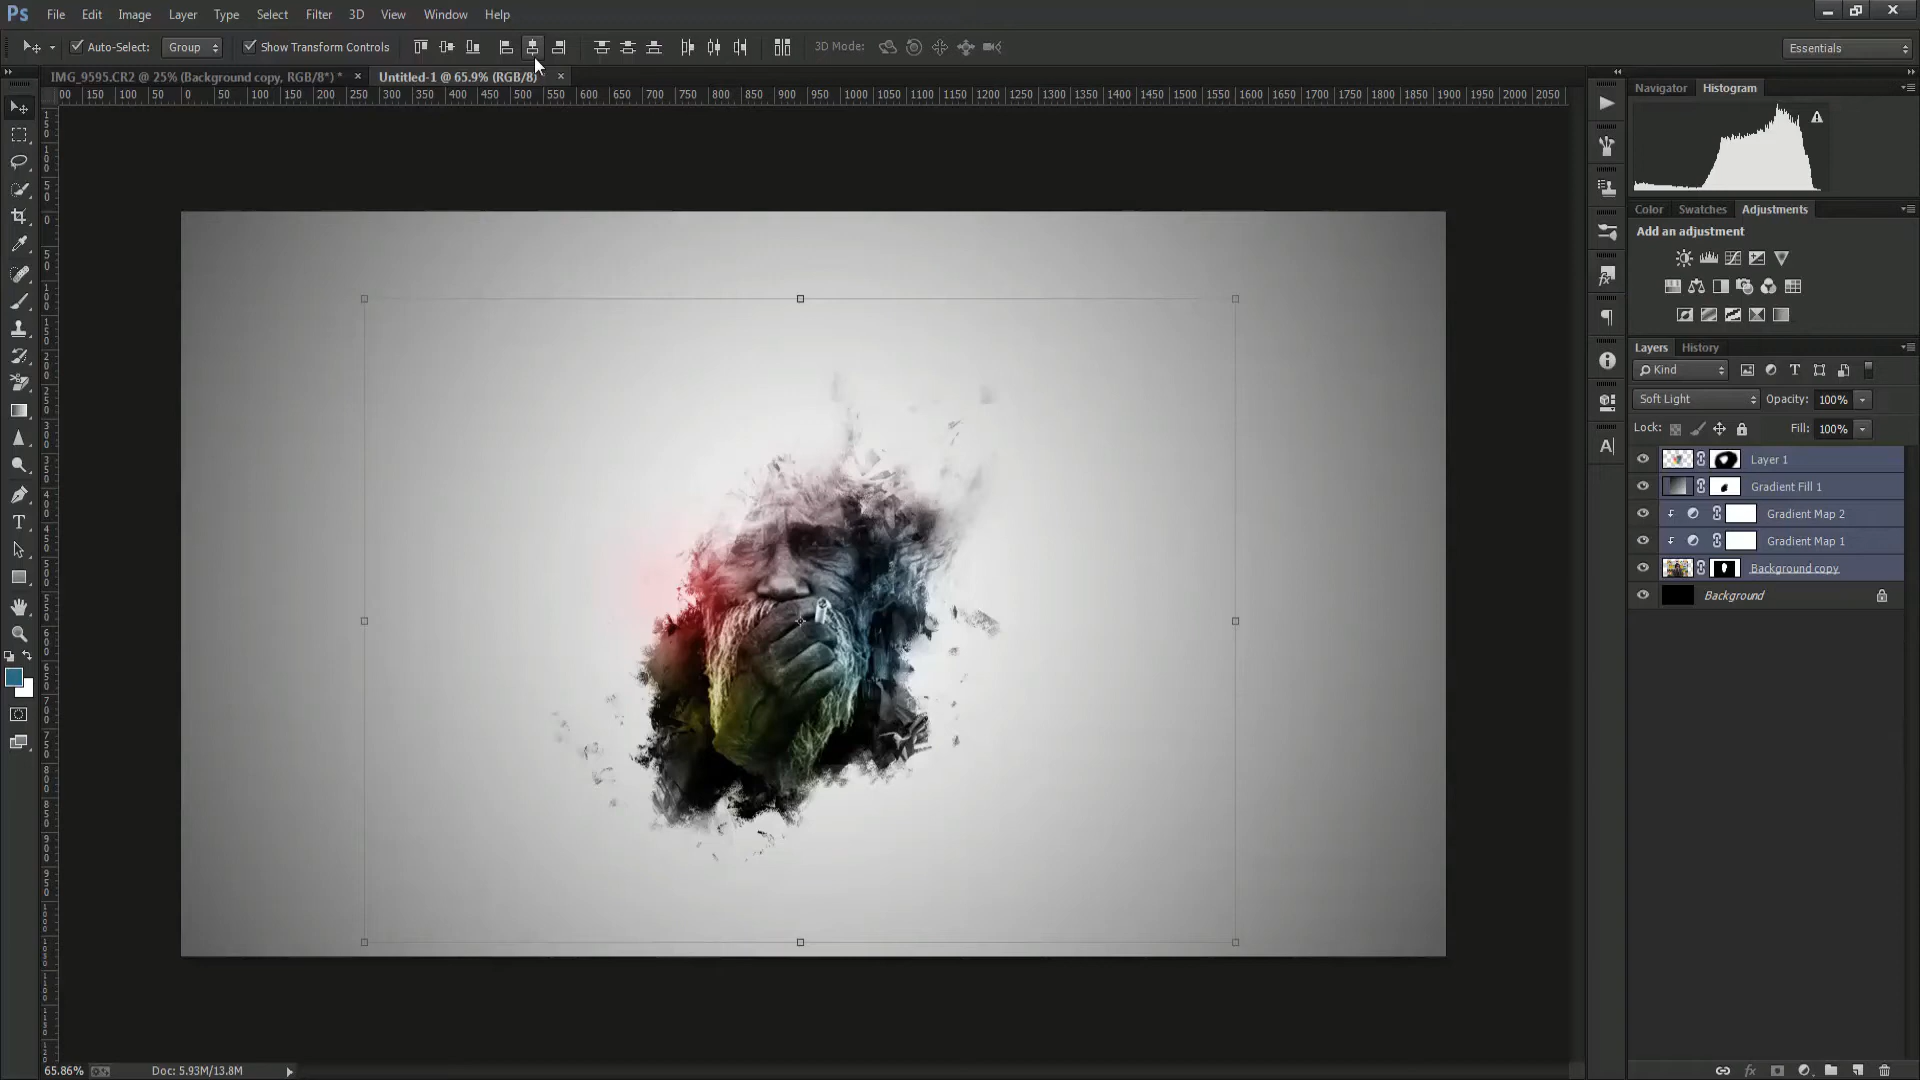 Ps File Edit Image Layer Type Select Filter 3D View Window Help
Auto-Select: Group Show Transform Controls 3D Mode: Essentials
IMG_9595.CR2 @ 25% (Background copy, RGB/8*) * × Untitled-1 @ 65.9% (RGB/8) ×
00 150 100 50 0 50 100 150 200 250 300 350 400 450 500 550 600 650 700 750 800 850 900 950 1000 1050 1100 1150 1200 1250 1300 1350 1400 1450 1500 1550 1600 1650 1700 1750 1800 1850 1900 1950 2000 2050
Navigator Histogram
Color Swatches Adjustments
Add an adjustment
Layers History
Kind
Soft Light Opacity: 100%
Lock: Fill: 100%
Layer 1
Gradient Fill 1
Gradient Map 2
Gradient Map 1
Background copy
Background
65.86% Doc: 5.93M/13.8M